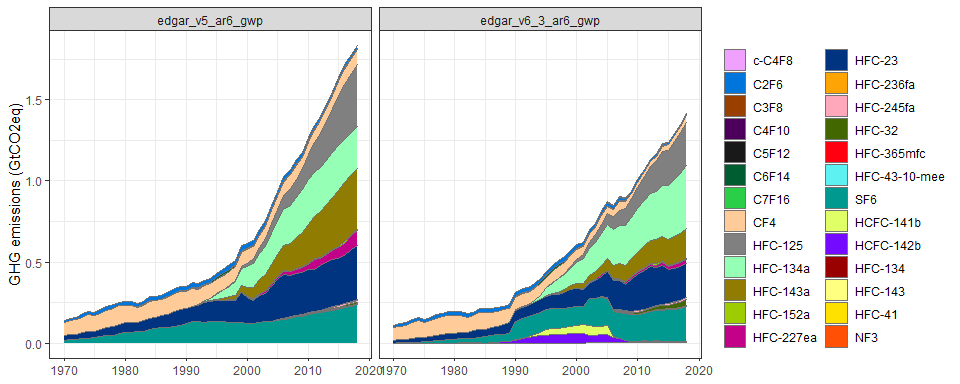 edgar_v5_ar6_gwp
edgar_v6_3_ar6_gwp
GHG emissions (GtCO2eq)
1.5
1.0
0.5
0.0
1970 1980 1990 2000 2010 2020
1970 1980 1990 2000 2010 2020
c-C4F8
C2F6
C3F8
C4F10
C5F12
C6F14
C7F16
CF4
HFC-125
HFC-134a
HFC-143a
HFC-152a
HFC-227ea
HFC-23
HFC-236fa
HFC-245fa
HFC-32
HFC-365mfc
HFC-43-10-mee
SF6
HCFC-141b
HCFC-142b
HFC-134
HFC-143
HFC-41
NF3